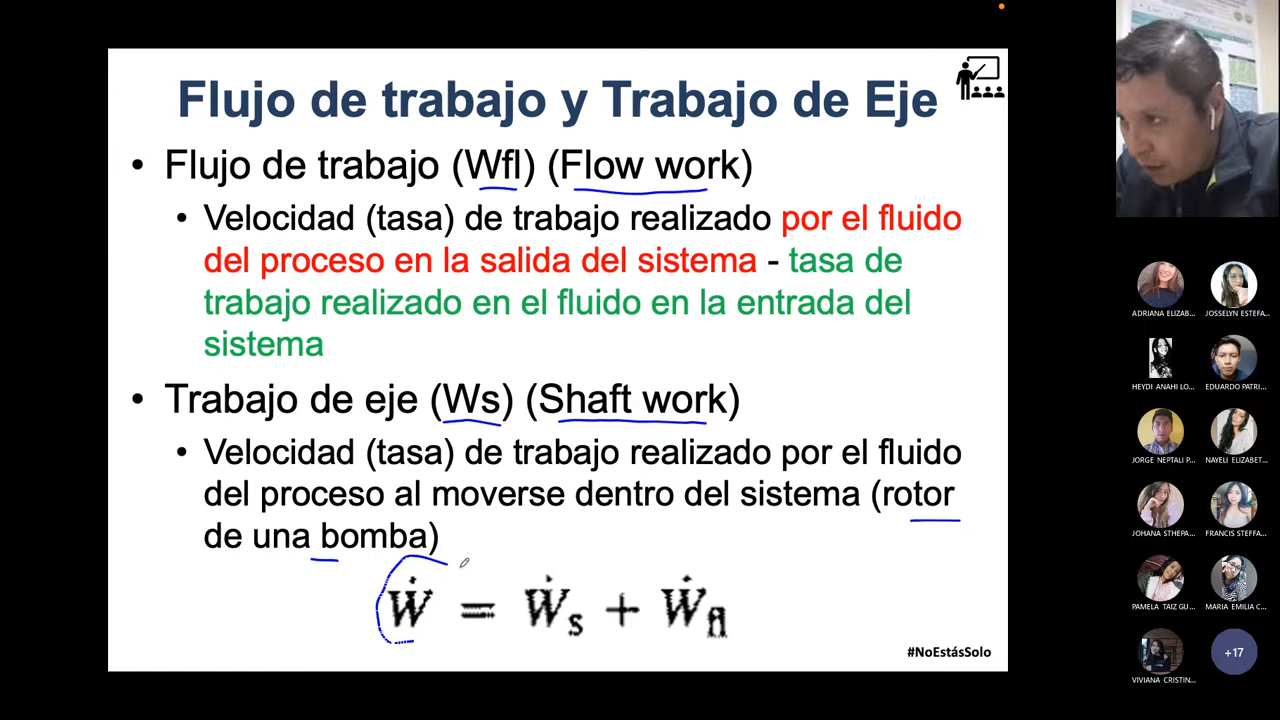 Flujo de trabajo y Trabajo de Eje
• Flujo de trabajo (Wfl) (Flow work)
• Velocidad (tasa) de trabajo realizado por el fluido
del proceso en la salida del sistema - tasa de
trabajo realizado en el fluido en la entrada del
sistema
• Trabajo de eje (Ws) (Shaft work)
• Velocidad (tasa) de trabajo realizado por el fluido
del proceso al moverse dentro del sistema (rotor
de una bomba)
Ẇ = Ẇs + Ẇfl
#NoEstásSolo
ADRIANA ELIZAB...
JOSSELYN ESTEFA...
HEYDI ANAHI LO...
EDUARDO PATRI...
JORGE NEPTALI P...
NAYELI ELIZABET...
JOHANA STHEPA...
FRANCIS STEFFA...
PAMELA TAIZ GU...
MARIA EMILIA C...
VIVIANA CRISTIN...
+17